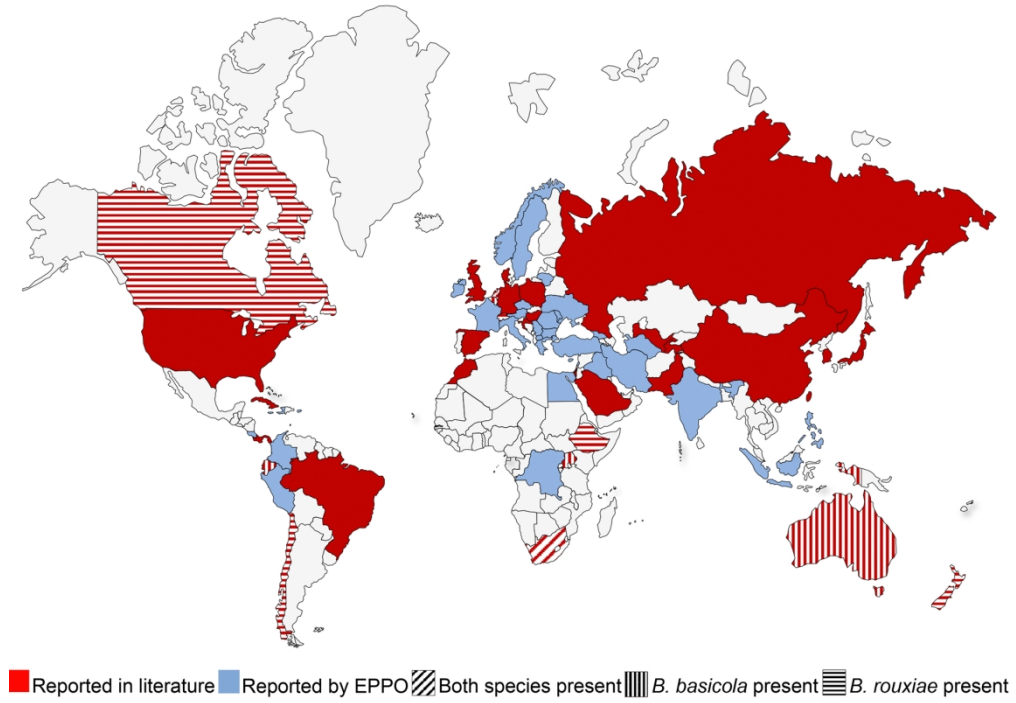 Reported in literature Reported by EPPO Both species present B. basicola present B. rouxiae present